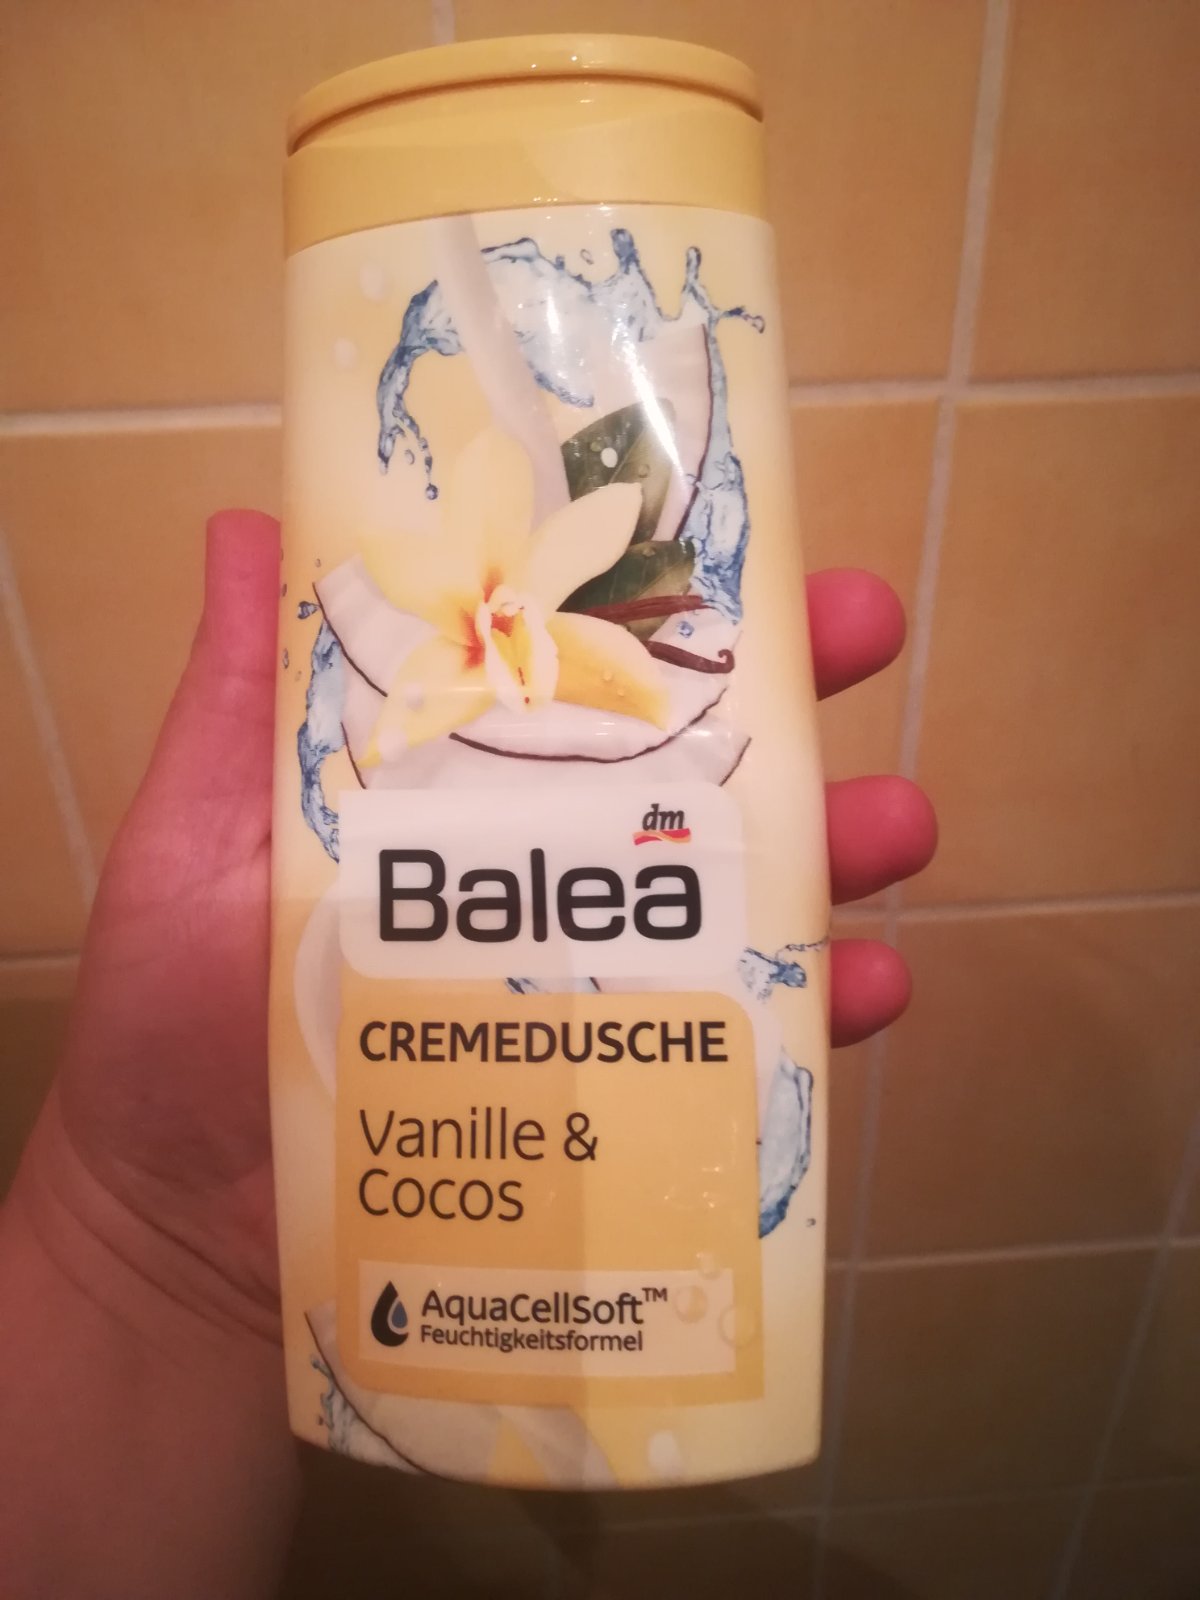 dm
Balea
CREMEDUSCHE
Vanille &
Cocos
AquaCellSoft™
Feuchtigkeitsformel